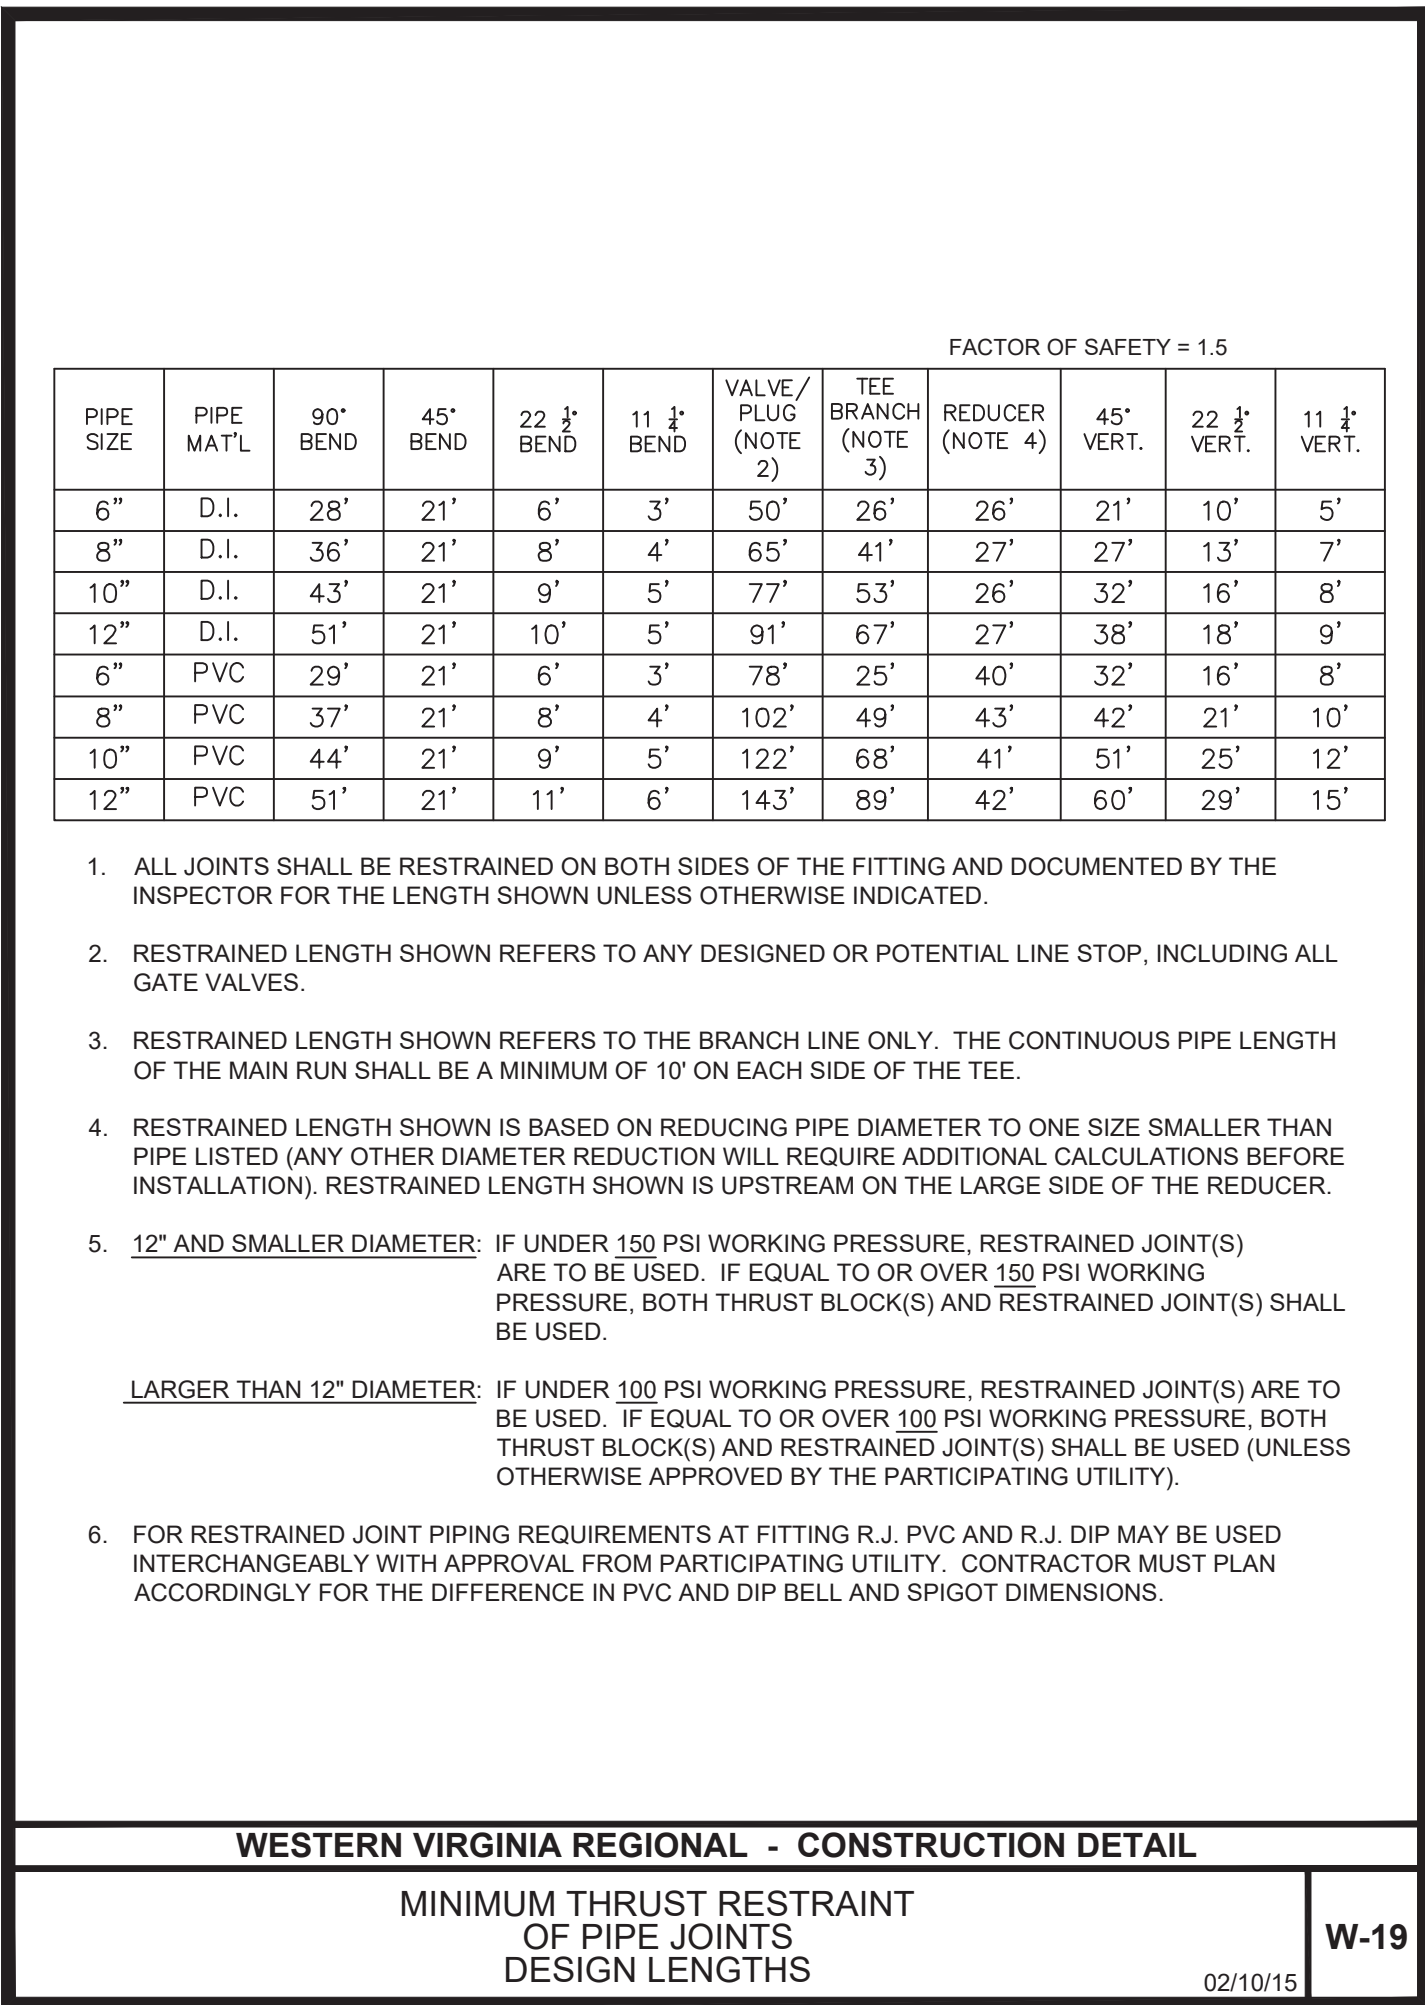 FACTOR OF SAFETY = 1.5
PIPE SIZE PIPE MAT'L 90° BEND 45° BEND 22 ½° BEND 11 ¼° BEND VALVE/ PLUG (NOTE 2) TEE BRANCH (NOTE 3) REDUCER (NOTE 4) 45° VERT. 22 ½° VERT. 11 ¼° VERT.
6” D.I. 28’ 21’ 6’ 3’ 50’ 26’ 26’ 21’ 10’ 5’
8” D.I. 36’ 21’ 8’ 4’ 65’ 41’ 27’ 27’ 13’ 7’
10” D.I. 43’ 21’ 9’ 5’ 77’ 53’ 26’ 32’ 16’ 8’
12” D.I. 51’ 21’ 10’ 5’ 91’ 67’ 27’ 38’ 18’ 9’
6” PVC 29’ 21’ 6’ 3’ 78’ 25’ 40’ 32’ 16’ 8’
8” PVC 37’ 21’ 8’ 4’ 102’ 49’ 43’ 42’ 21’ 10’
10” PVC 44’ 21’ 9’ 5’ 122’ 68’ 41’ 51’ 25’ 12’
12” PVC 51’ 21’ 11’ 6’ 143’ 89’ 42’ 60’ 29’ 15’
1. ALL JOINTS SHALL BE RESTRAINED ON BOTH SIDES OF THE FITTING AND DOCUMENTED BY THE
INSPECTOR FOR THE LENGTH SHOWN UNLESS OTHERWISE INDICATED.
2. RESTRAINED LENGTH SHOWN REFERS TO ANY DESIGNED OR POTENTIAL LINE STOP, INCLUDING ALL
GATE VALVES.
3. RESTRAINED LENGTH SHOWN REFERS TO THE BRANCH LINE ONLY. THE CONTINUOUS PIPE LENGTH
OF THE MAIN RUN SHALL BE A MINIMUM OF 10' ON EACH SIDE OF THE TEE.
4. RESTRAINED LENGTH SHOWN IS BASED ON REDUCING PIPE DIAMETER TO ONE SIZE SMALLER THAN
PIPE LISTED (ANY OTHER DIAMETER REDUCTION WILL REQUIRE ADDITIONAL CALCULATIONS BEFORE
INSTALLATION). RESTRAINED LENGTH SHOWN IS UPSTREAM ON THE LARGE SIDE OF THE REDUCER.
5. 12" AND SMALLER DIAMETER: IF UNDER 150 PSI WORKING PRESSURE, RESTRAINED JOINT(S)
ARE TO BE USED. IF EQUAL TO OR OVER 150 PSI WORKING
PRESSURE, BOTH THRUST BLOCK(S) AND RESTRAINED JOINT(S) SHALL
BE USED.
LARGER THAN 12" DIAMETER: IF UNDER 100 PSI WORKING PRESSURE, RESTRAINED JOINT(S) ARE TO
BE USED. IF EQUAL TO OR OVER 100 PSI WORKING PRESSURE, BOTH
THRUST BLOCK(S) AND RESTRAINED JOINT(S) SHALL BE USED (UNLESS
OTHERWISE APPROVED BY THE PARTICIPATING UTILITY).
6. FOR RESTRAINED JOINT PIPING REQUIREMENTS AT FITTING R.J. PVC AND R.J. DIP MAY BE USED
INTERCHANGEABLY WITH APPROVAL FROM PARTICIPATING UTILITY. CONTRACTOR MUST PLAN
ACCORDINGLY FOR THE DIFFERENCE IN PVC AND DIP BELL AND SPIGOT DIMENSIONS.
WESTERN VIRGINIA REGIONAL - CONSTRUCTION DETAIL
MINIMUM THRUST RESTRAINT
OF PIPE JOINTS
DESIGN LENGTHS
W-19
02/10/15